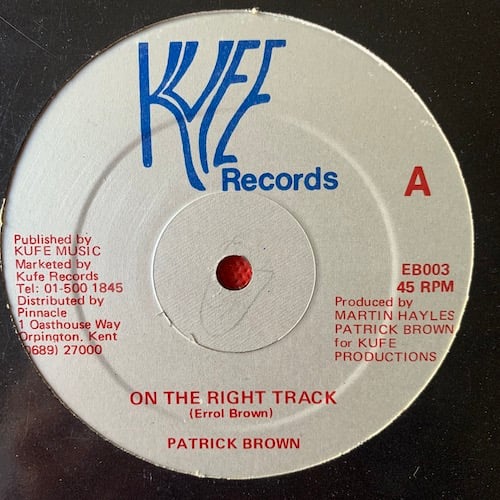 KUFE
Records
A
Published by
KUFE MUSIC
Marketed by
Kufe Records
Tel: 01-500 1845
Distributed by
Pinnacle
1 Oasthouse Way
Orpington, Kent
(0689) 27000
EB003
45 RPM
Produced by
MARTIN HAYLES
PATRICK BROWN
for KUFE
PRODUCTIONS
ON THE RIGHT TRACK
(Errol Brown)
PATRICK BROWN